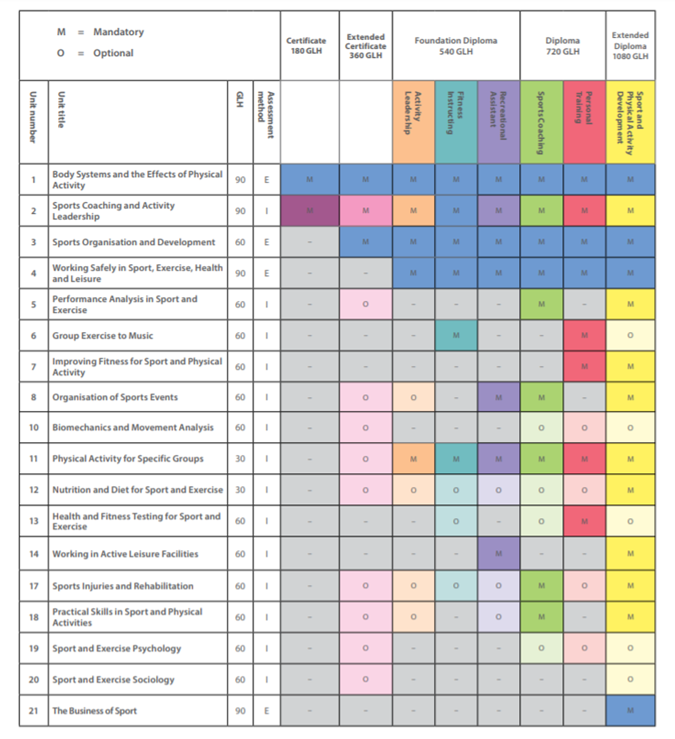 M = Mandatory
O = Optional
Certificate
180 GLH
Extended
Certificate
360 GLH
Foundation Diploma
540 GLH
Diploma
720 GLH
Extended
Diploma
1080 GLH
Unit number
Unit title
GLH
Assessment
method
Activity
Leadership
Fitness
Instructing
Recreational
Assistant
Sports Coaching
Personal
Training
Sport and
Physical Activity
Development
1 Body Systems and the Effects of Physical
Activity 90 E M M M M M M M M
2 Sports Coaching and Activity
Leadership 90 I M M M M M M M M
3 Sports Organisation and Development 60 E – M M M M M M M
4 Working Safely in Sport, Exercise, Health
and Leisure 90 E – – M M M M M M
5 Performance Analysis in Sport and
Exercise 60 I – O – – – M – M
6 Group Exercise to Music 60 I – – – M – – M O
7 Improving Fitness for Sport and Physical
Activity 60 I – – – – – – M M
8 Organisation of Sports Events 60 I – O O – M M – M
10 Biomechanics and Movement Analysis 60 I – O – – – O O O
11 Physical Activity for Specific Groups 30 I – O M M M M M M
12 Nutrition and Diet for Sport and Exercise 30 I – O O O O O O M
13 Health and Fitness Testing for Sport and
Exercise 60 I – – – O – O M O
14 Working in Active Leisure Facilities 60 I – – – – M – – M
17 Sports Injuries and Rehabilitation 60 I – O O O O M O M
18 Practical Skills in Sport and Physical
Activities 60 I – O O – O M – M
19 Sport and Exercise Psychology 60 I – O – – – O O O
20 Sport and Exercise Sociology 60 I – O – – – – – O
21 The Business of Sport 90 E – – – – – – – M